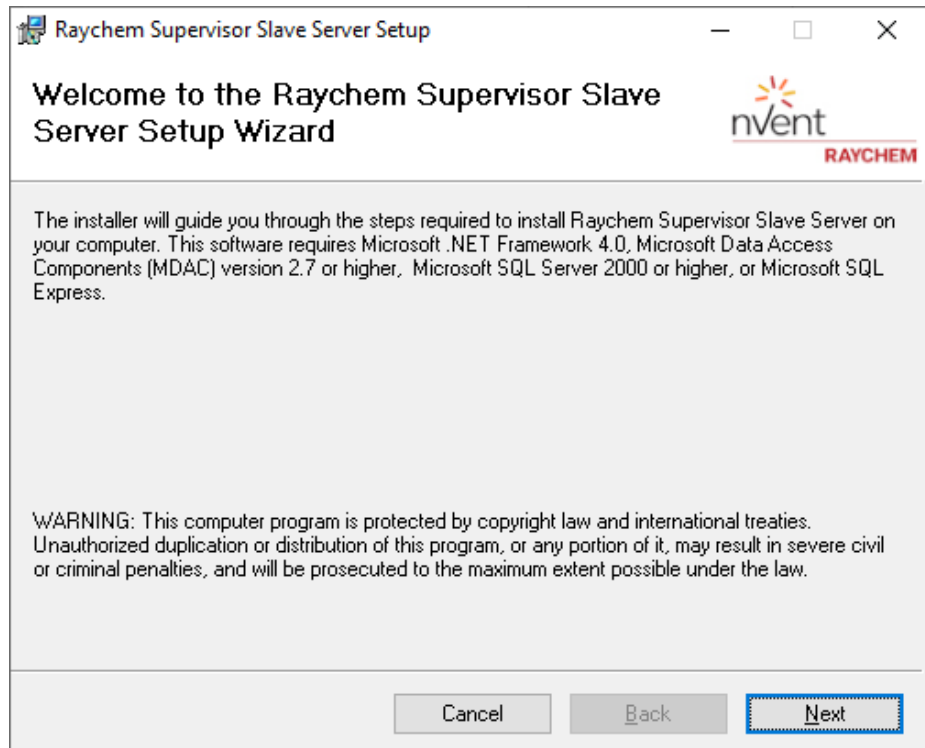 Raychem Supervisor Slave Server Setup
Welcome to the Raychem Supervisor Slave
Server Setup Wizard
nvent
RAYCHEM
The installer will guide you through the steps required to install Raychem Supervisor Slave Server on
your computer. This software requires Microsoft .NET Framework 4.0, Microsoft Data Access
Components (MDAC) version 2.7 or higher,  Microsoft SQL Server 2000 or higher, or Microsoft SQL
Express.
WARNING: This computer program is protected by copyright law and international treaties.
Unauthorized duplication or distribution of this program, or any portion of it, may result in severe civil
or criminal penalties, and will be prosecuted to the maximum extent possible under the law.
Cancel Back Next